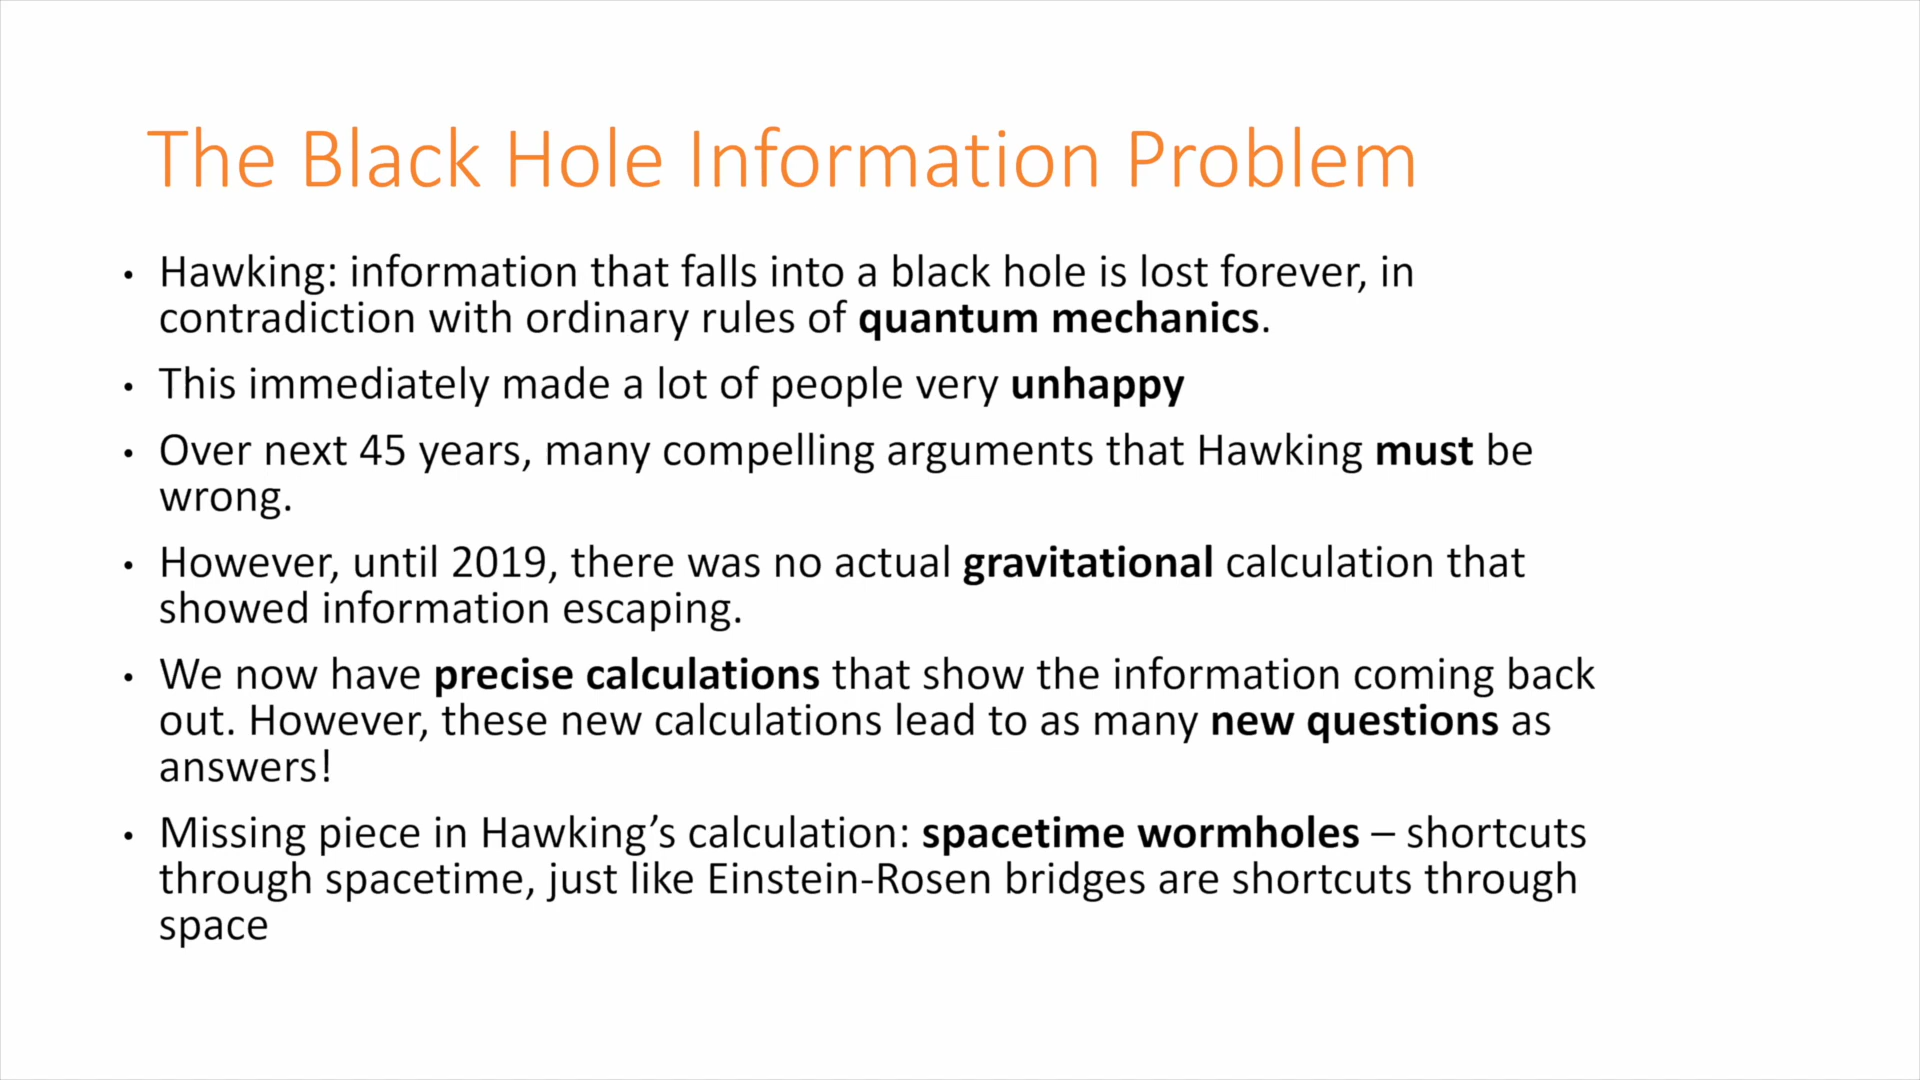 The Black Hole Information Problem
• Hawking: information that falls into a black hole is lost forever, in
contradiction with ordinary rules of quantum mechanics.
• This immediately made a lot of people very unhappy
• Over next 45 years, many compelling arguments that Hawking must be
wrong.
• However, until 2019, there was no actual gravitational calculation that
showed information escaping.
• We now have precise calculations that show the information coming back
out. However, these new calculations lead to as many new questions as
answers!
• Missing piece in Hawking’s calculation: spacetime wormholes – shortcuts
through spacetime, just like Einstein-Rosen bridges are shortcuts through
space